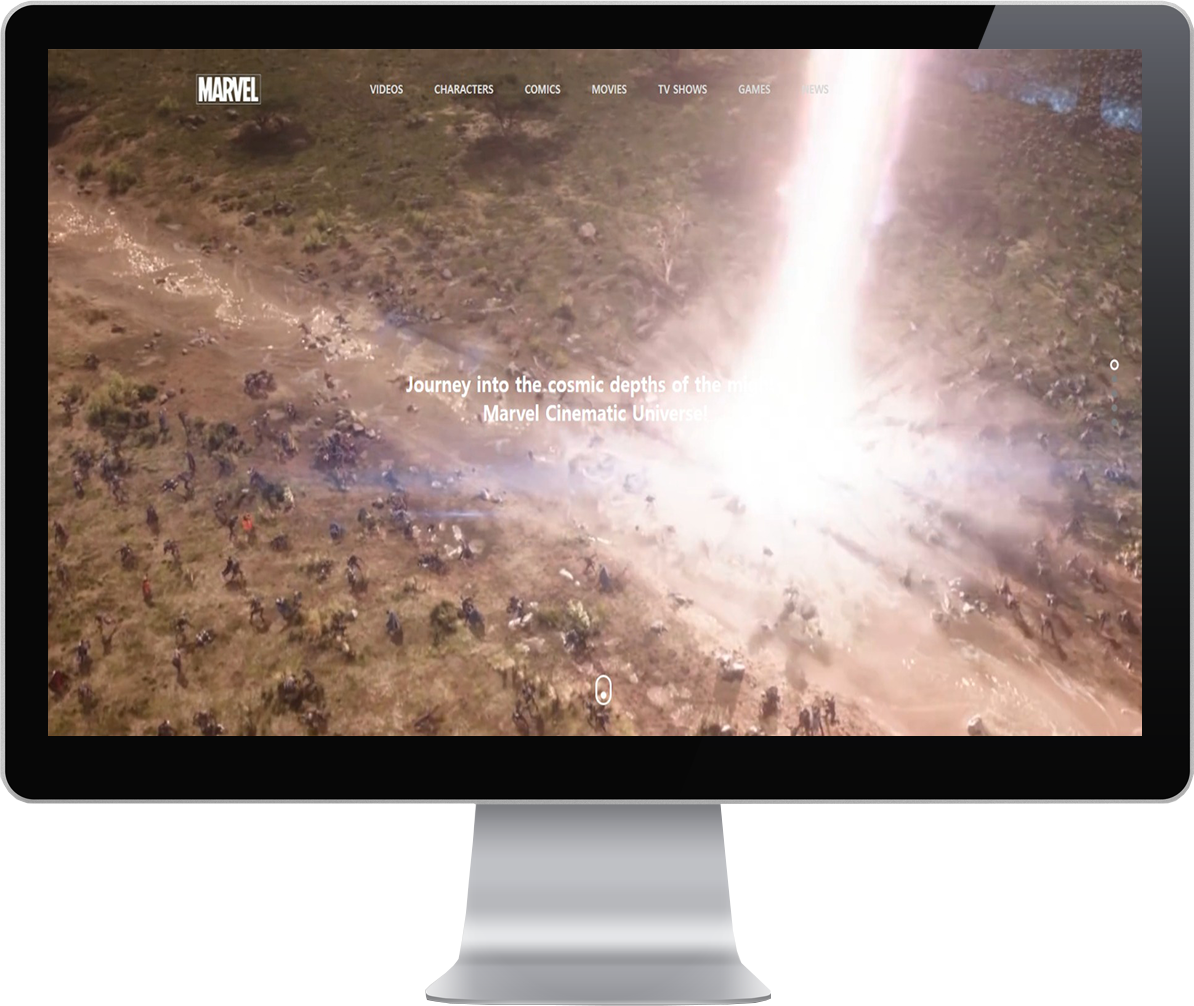 MARVEL
VIDEOS CHARACTERS COMICS MOVIES TV SHOWS GAMES NEWS
Journey into the cosmic depths of the
Marvel Cinematic Universe!